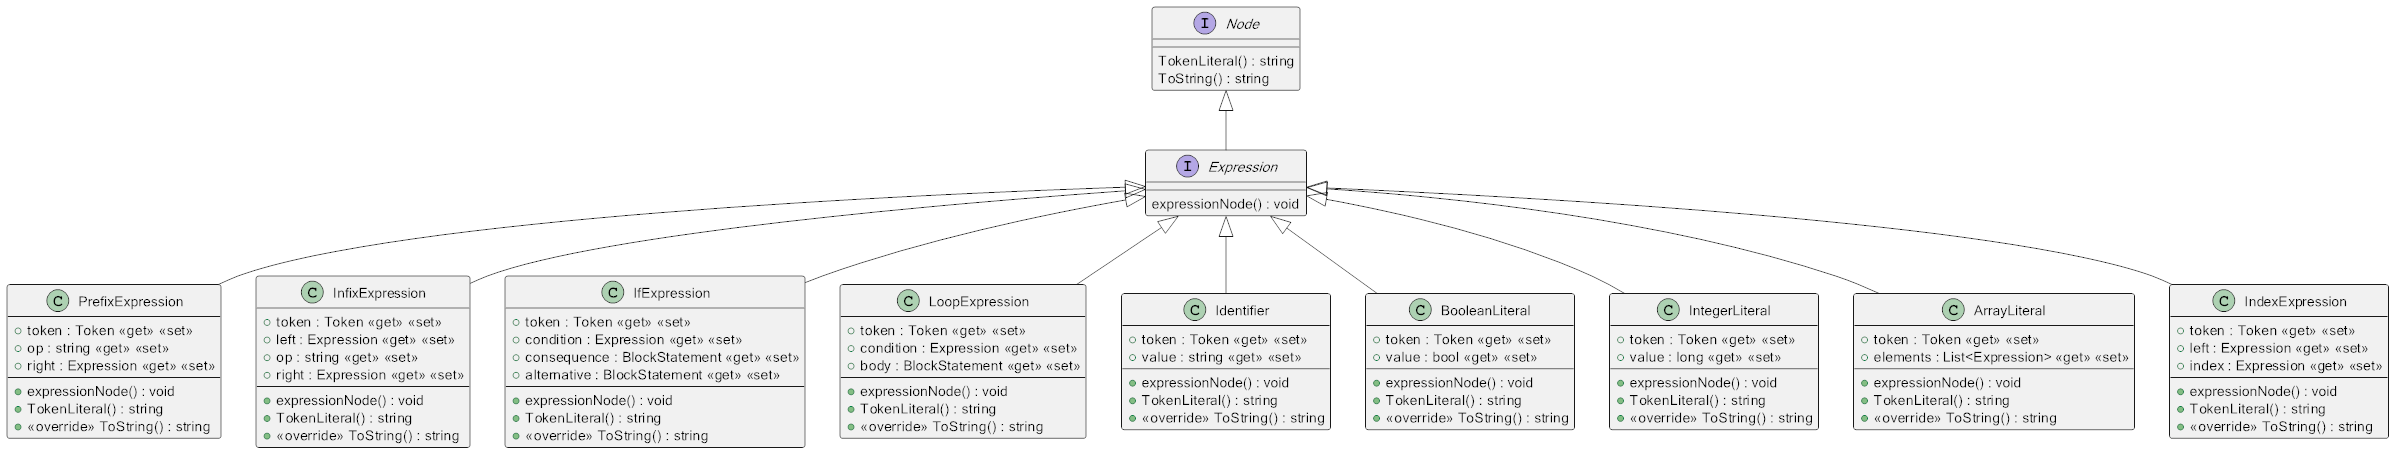 I Node
TokenLiteral() : string
ToString() : string
I Expression
expressionNode() : void
C PrefixExpression
token : Token «get» «set»
op : string «get» «set»
right : Expression «get» «set»
expressionNode() : void
TokenLiteral() : string
«override» ToString() : string
C InfixExpression
token : Token «get» «set»
left : Expression «get» «set»
op : string «get» «set»
right : Expression «get» «set»
expressionNode() : void
TokenLiteral() : string
«override» ToString() : string
C IfExpression
token : Token «get» «set»
condition : Expression «get» «set»
consequence : BlockStatement «get» «set»
alternative : BlockStatement «get» «set»
expressionNode() : void
TokenLiteral() : string
«override» ToString() : string
C LoopExpression
token : Token «get» «set»
condition : Expression «get» «set»
body : BlockStatement «get» «set»
expressionNode() : void
TokenLiteral() : string
«override» ToString() : string
C Identifier
token : Token «get» «set»
value : string «get» «set»
expressionNode() : void
TokenLiteral() : string
«override» ToString() : string
C BooleanLiteral
token : Token «get» «set»
value : bool «get» «set»
expressionNode() : void
TokenLiteral() : string
«override» ToString() : string
C IntegerLiteral
token : Token «get» «set»
value : long «get» «set»
expressionNode() : void
TokenLiteral() : string
«override» ToString() : string
C ArrayLiteral
token : Token «get» «set»
elements : List<Expression> «get» «set»
expressionNode() : void
TokenLiteral() : string
«override» ToString() : string
C IndexExpression
token : Token «get» «set»
left : Expression «get» «set»
index : Expression «get» «set»
expressionNode() : void
TokenLiteral() : string
«override» ToString() : string